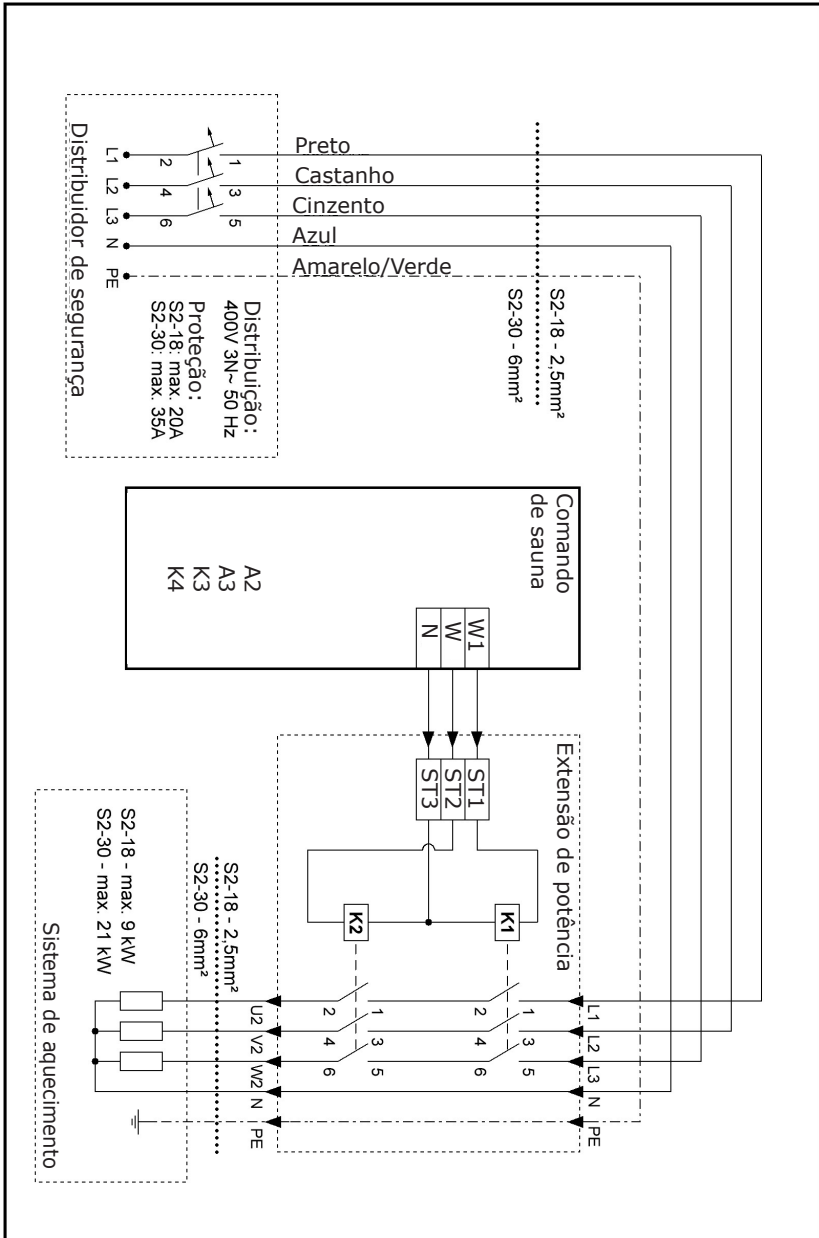 Preto
Castanho
Cinzento
Azul
Amarelo/Verde
Distribuidor de segurança
L1
L2
L3
N
PE
2
4
6
1
3
5
Distribuição:
400V 3N~ 50 Hz
Proteção:
S2-18: max. 20A
S2-30: max. 35A
S2-18 - 2,5mm²
S2-30 - 6mm²
Comando
de sauna
A2
A3
K3
K4
W1
W
N
Extensão de potência
ST1
ST2
ST3
K1
K2
L1
L2
L3
N
PE
1
3
5
2
4
6
1
3
5
2
4
6
U2
V2
W2
N
PE
S2-18 - 2,5mm²
S2-30 - 6mm²
S2-18 - max. 9 kW
S2-30 - max. 21 kW
Sistema de aquecimento